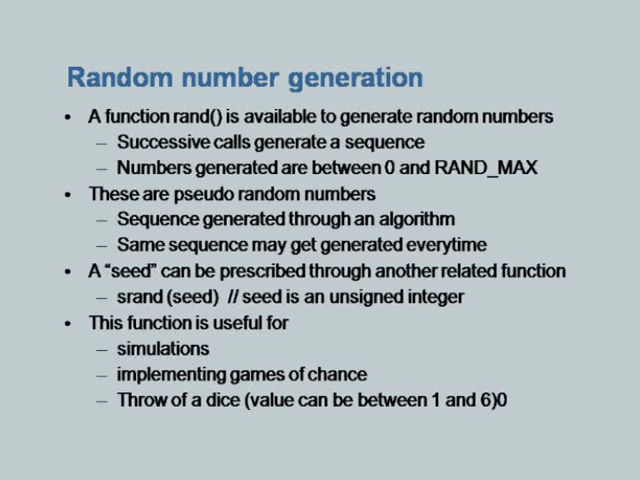 Random number generation
• A function rand() is available to generate random numbers
– Successive calls generate a sequence
– Numbers generated are between 0 and RAND_MAX
• These are pseudo random numbers
– Sequence generated through an algorithm
– Same sequence may get generated everytime
• A “seed” can be prescribed through another related function
– srand (seed) // seed is an unsigned integer
• This function is useful for
– simulations
– implementing games of chance
– Throw of a dice (value can be between 1 and 6)0